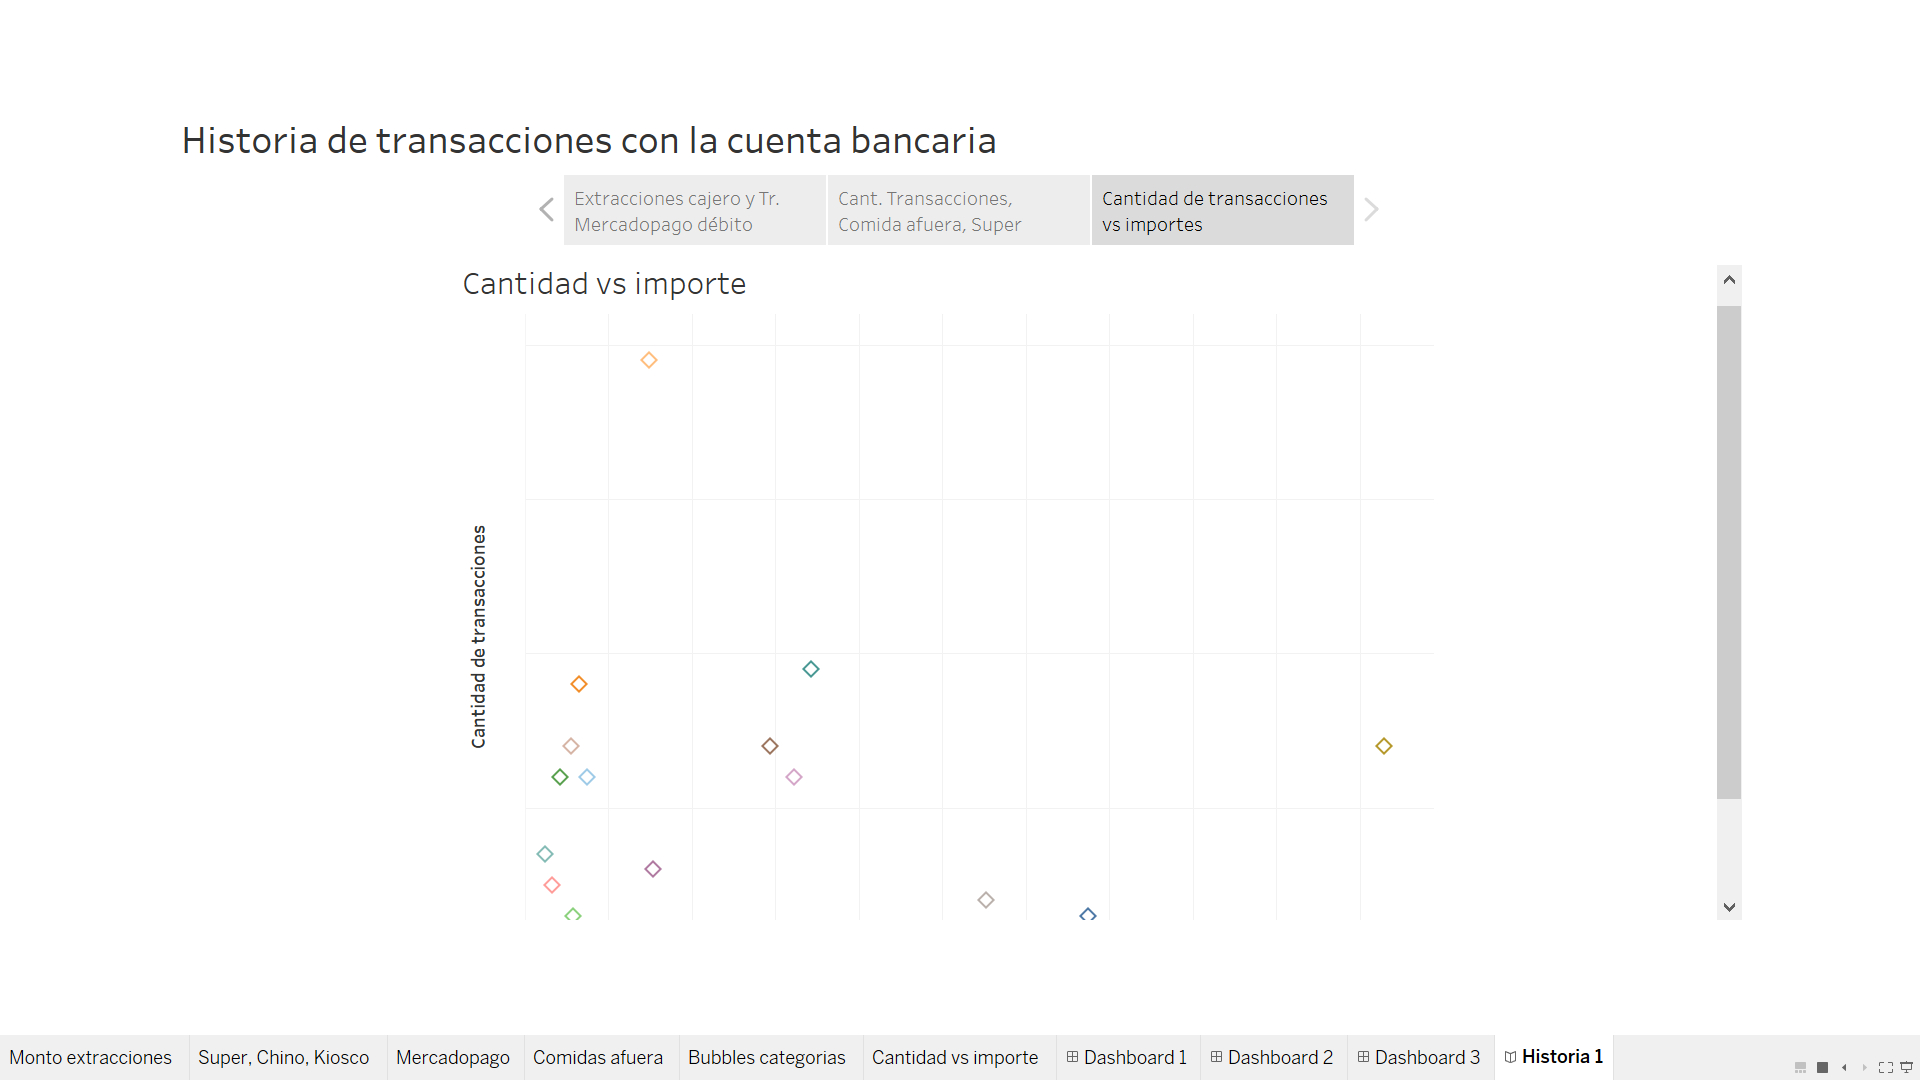 Historia de transacciones con la cuenta bancaria
Extracciones cajero y Tr.
Mercadopago débito
Cant. Transacciones,
Comida afuera, Super
Cantidad de transacciones
vs importes
Cantidad vs importe
Cantidad de transacciones
Monto extracciones
Super, Chino, Kiosco
Mercadopago
Comidas afuera
Bubbles categorias
Cantidad vs importe
Dashboard 1
Dashboard 2
Dashboard 3
Historia 1